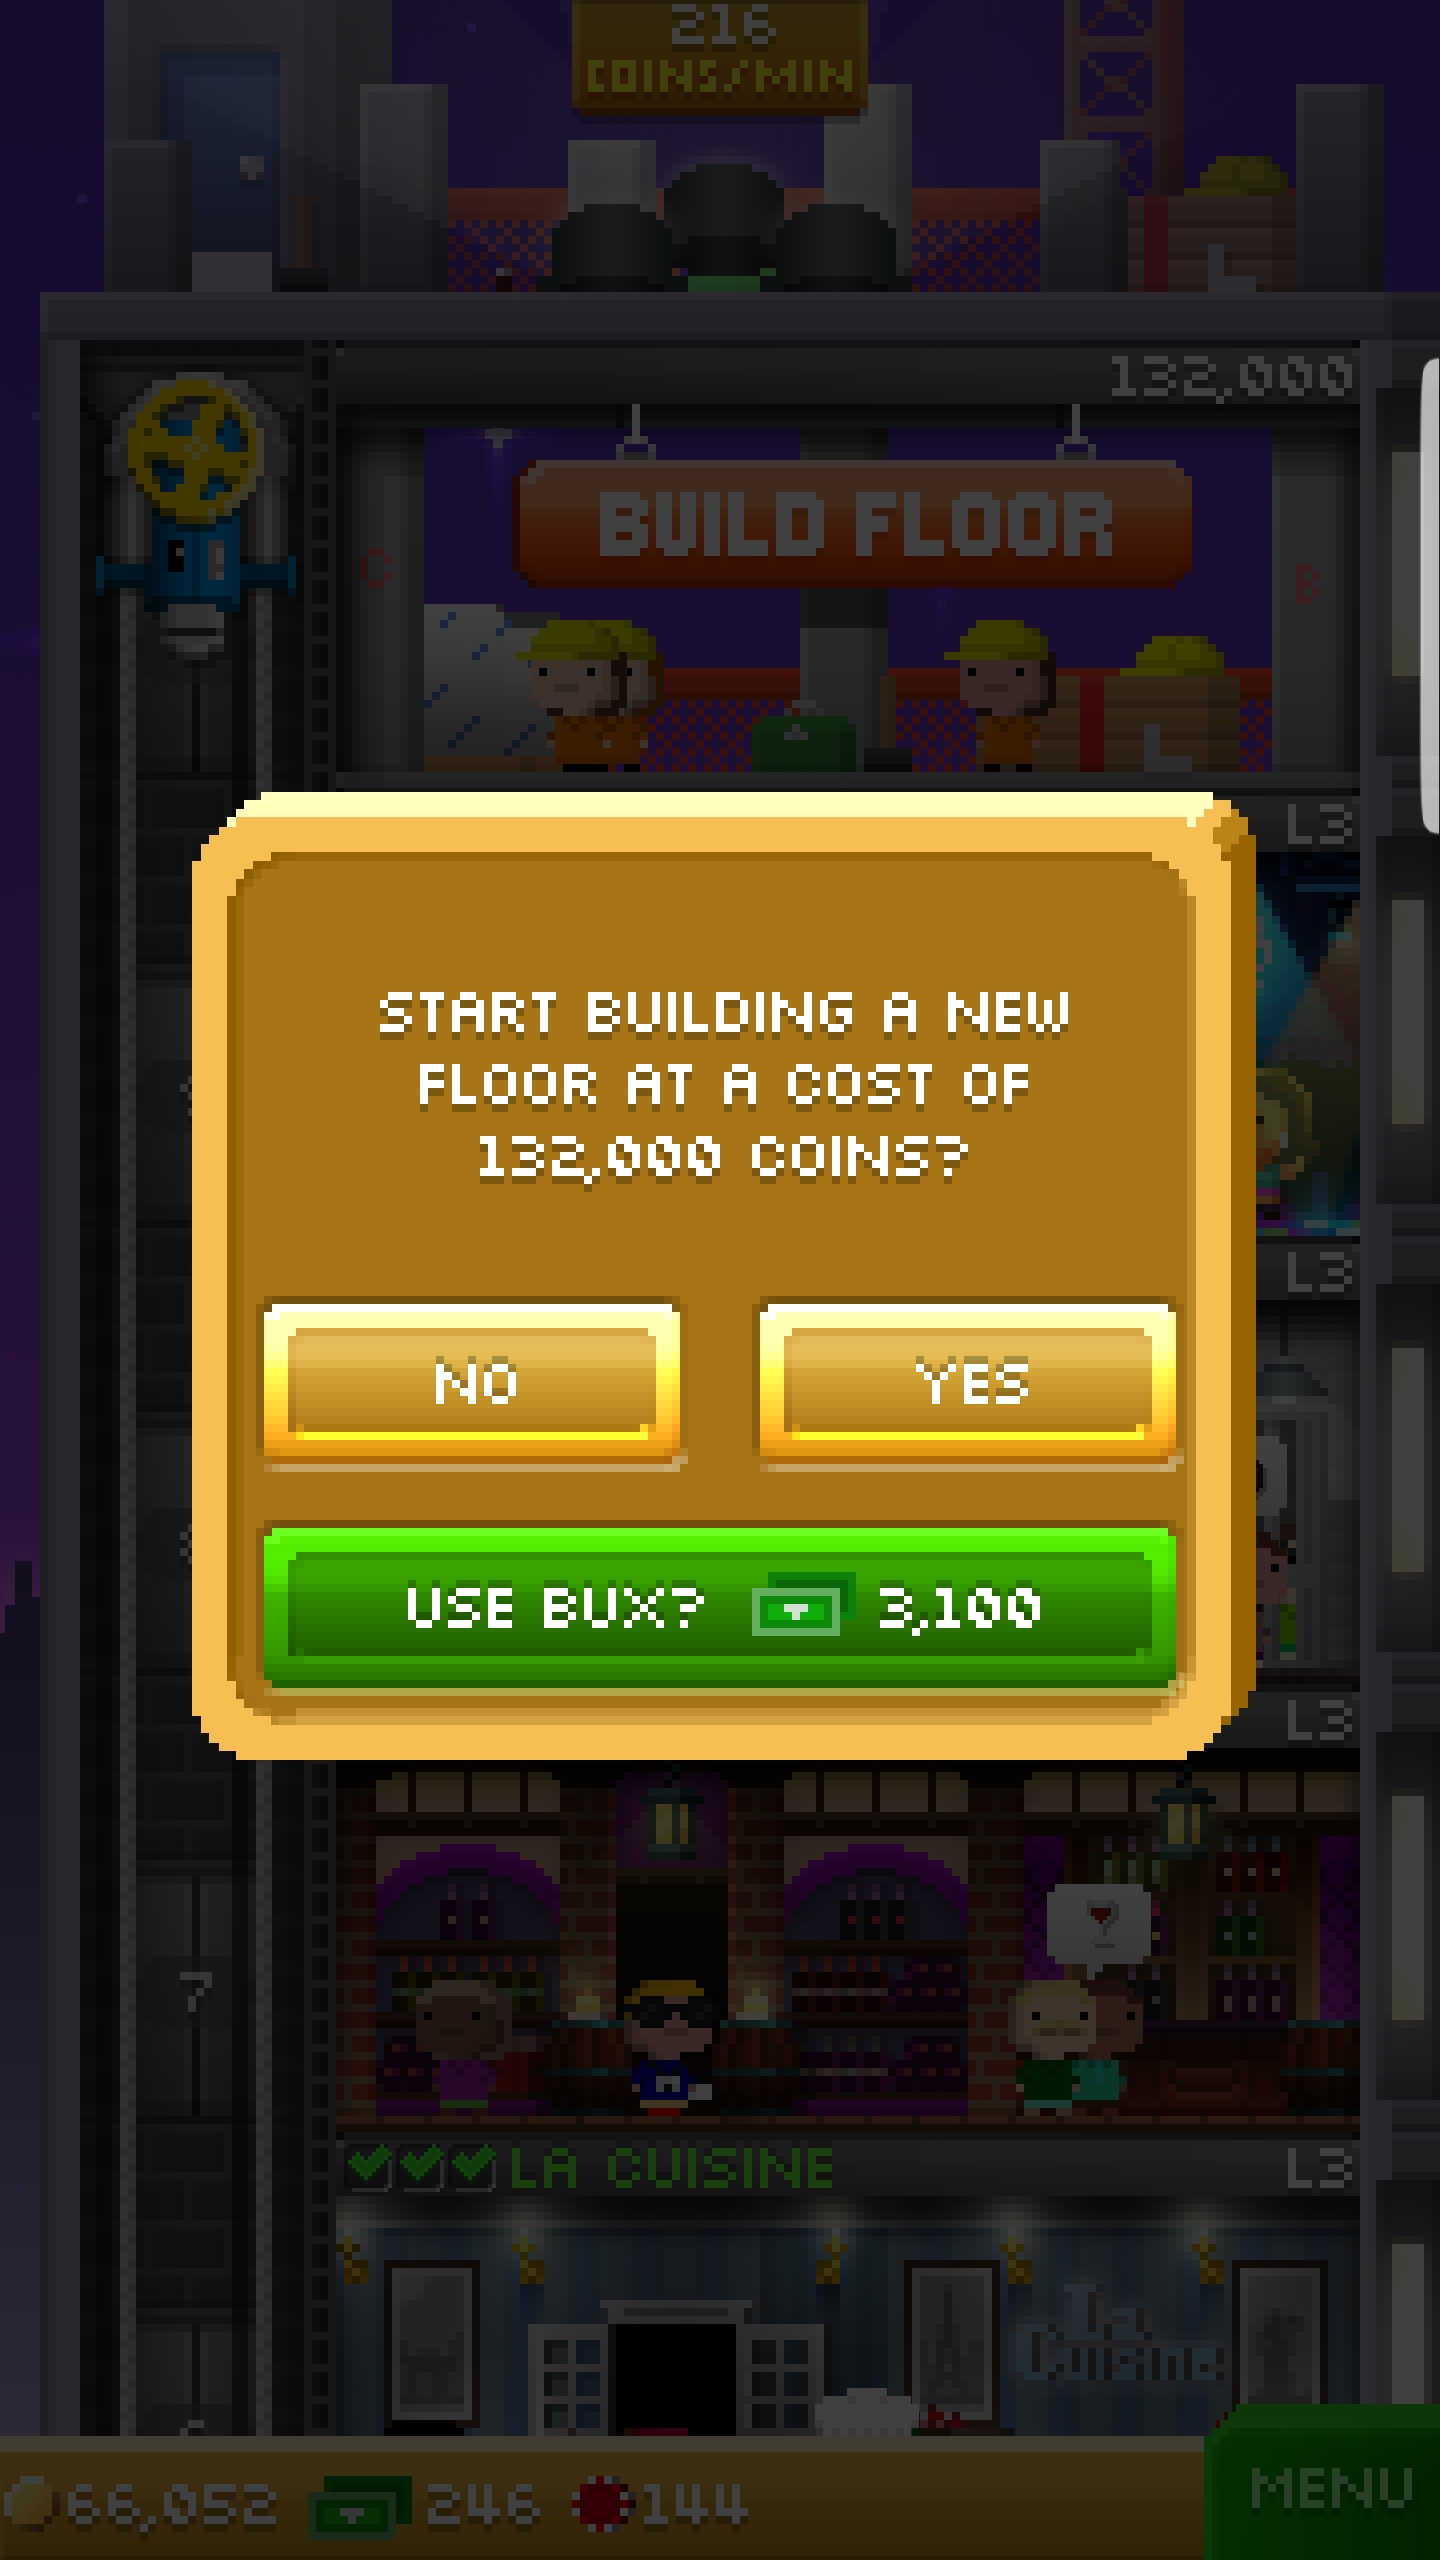 216
COINS/MIN
132,000
BUILD FLOOR
C
B
L3
START BUILDING A NEW
FLOOR AT A COST OF
132,000 COINS?
L3
NO
YES
USE BUX? 3,100
L3
7
LA CUISINE
L3
La
Cuisine
66,052 246 144
MENU